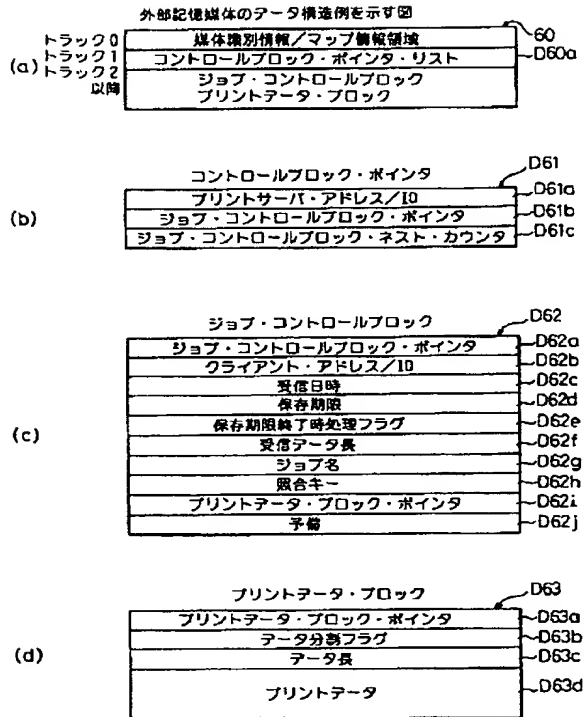 外部記憶媒体のデータ構造例を示す図
60
(a)
トラック0
媒体識別情報/マップ情報領域
トラック1
コントロールブロック・ポインタ・リスト
D60a
トラック2
以降
ジョブ・コントロールブロック
プリントデータ・ブロック
コントロールブロック・ポインタ
D61
(b)
プリントサーバ・アドレス/ID
D61a
ジョブ・コントロールブロック・ポインタ
D61b
ジョブ・コントロールブロック・ネスト・カウンタ
D61c
ジョブ・コントロールブロック
D62
(c)
ジョブ・コントロールブロック・ポインタ
D62a
クライアント・アドレス/ID
D62b
受信日時
D62c
保存期限
D62d
保存期限終了時処理フラグ
D62e
受信データ長
D62f
ジョブ名
D62g
照合キー
D62h
プリントデータ・ブロック・ポインタ
D62i
予備
D62j
プリントデータ・ブロック
D63
(d)
プリントデータ・ブロック・ポインタ
D63a
データ分割フラグ
D63b
データ長
D63c
プリントデータ
D63d